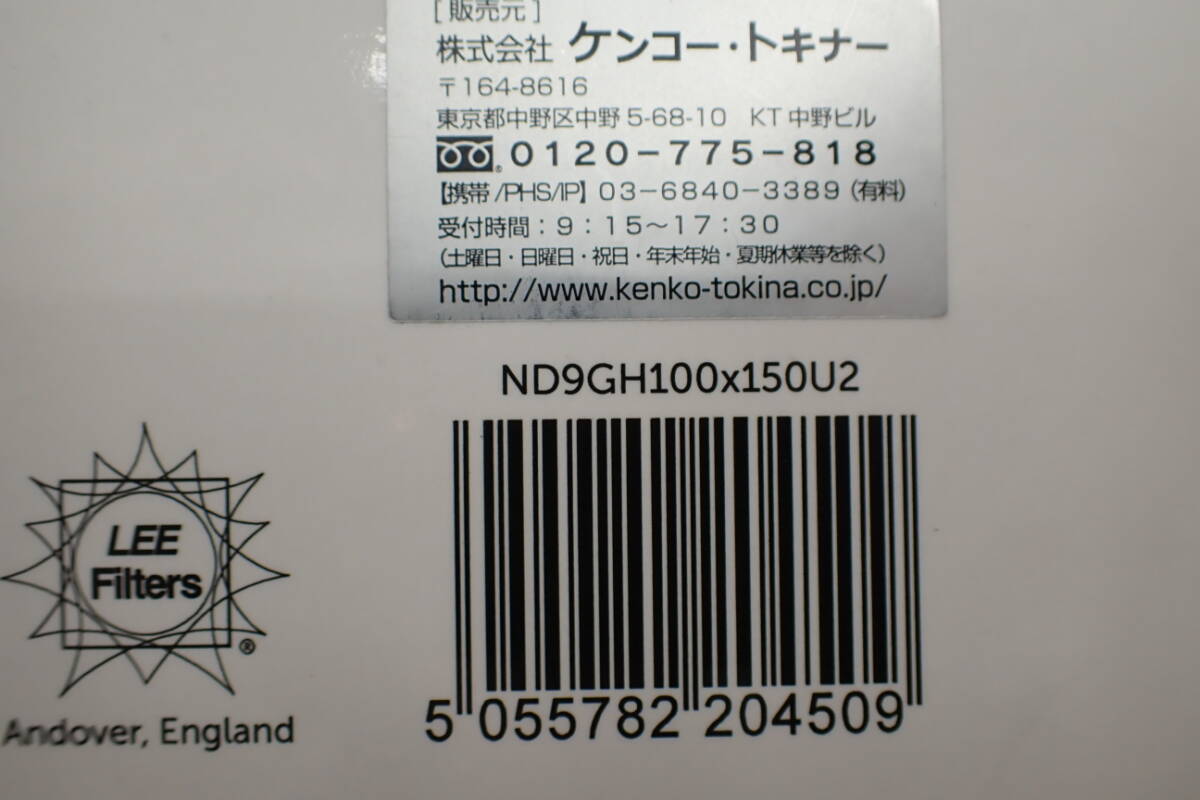 [販売元]
株式会社 ケンコー・トキナー
〒164-8616
東京都中野区中野 5-68-10 KT 中野ビル
0120-775-818
【携帯/PHS/IP】03-6840-3389(有料)
受付時間:9:15~17:30
(土曜日・日曜日・祝日・年末年始・夏期休業等を除く)
http://www.kenko-tokina.co.jp/
ND9GH100x150U2
5 055782 204509
LEE
Filters
®
Andover, England